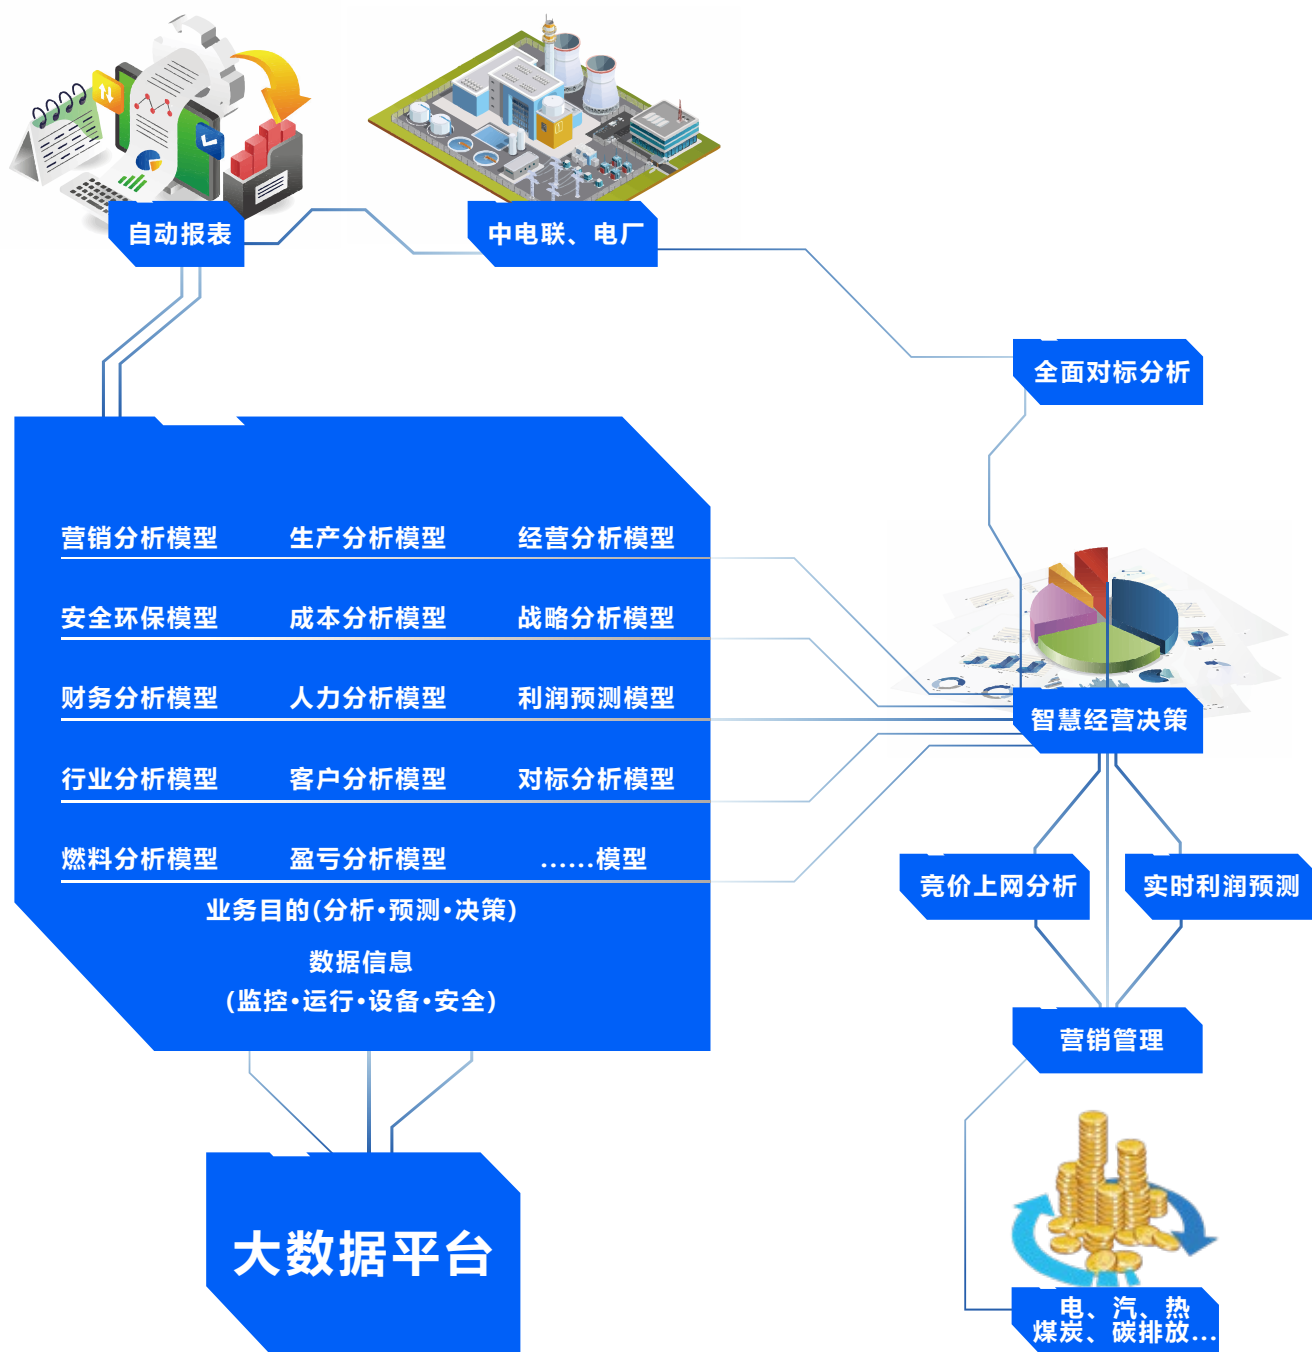 自动报表
中电联、电厂
全面对标分析
营销分析模型 生产分析模型 经营分析模型
安全环保模型 成本分析模型 战略分析模型
财务分析模型 人力分析模型 利润预测模型
智慧经营决策
行业分析模型 客户分析模型 对标分析模型
燃料分析模型 盈亏分析模型 ......模型
竞价上网分析
实时利润预测
业务目的(分析·预测·决策)
数据信息
(监控·运行·设备·安全)
营销管理
大数据平台
电、汽、热
煤炭、碳排放...